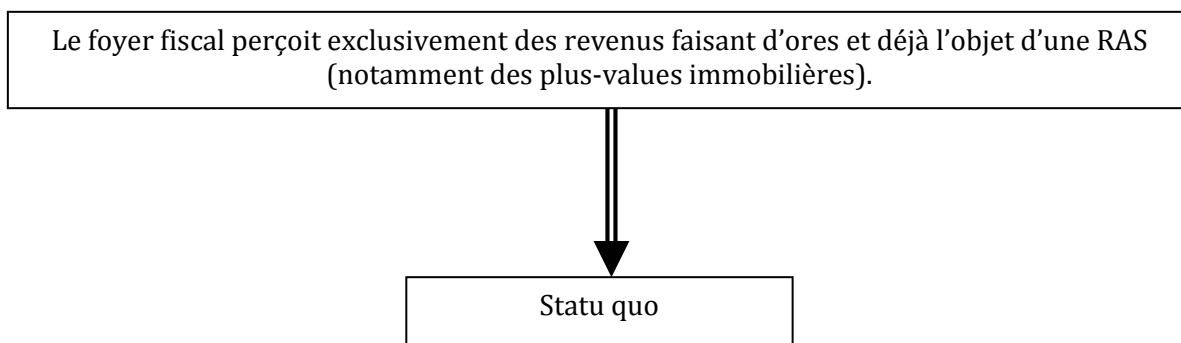 Le foyer fiscal perçoit exclusivement des revenus faisant d’ores et déjà l’objet d’une RAS
(notamment des plus-values immobilières).
Statu quo